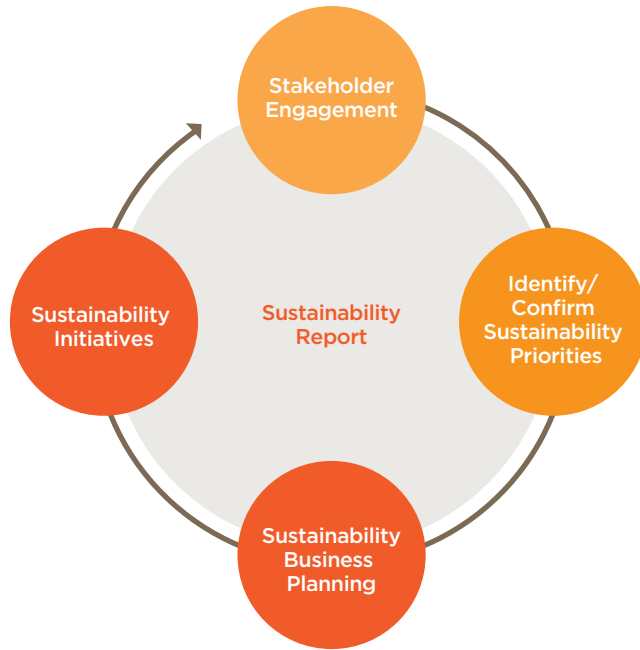 Stakeholder
Engagement
Identify/
Confirm
Sustainability
Priorities
Sustainability
Business
Planning
Sustainability
Initiatives
Sustainability
Report